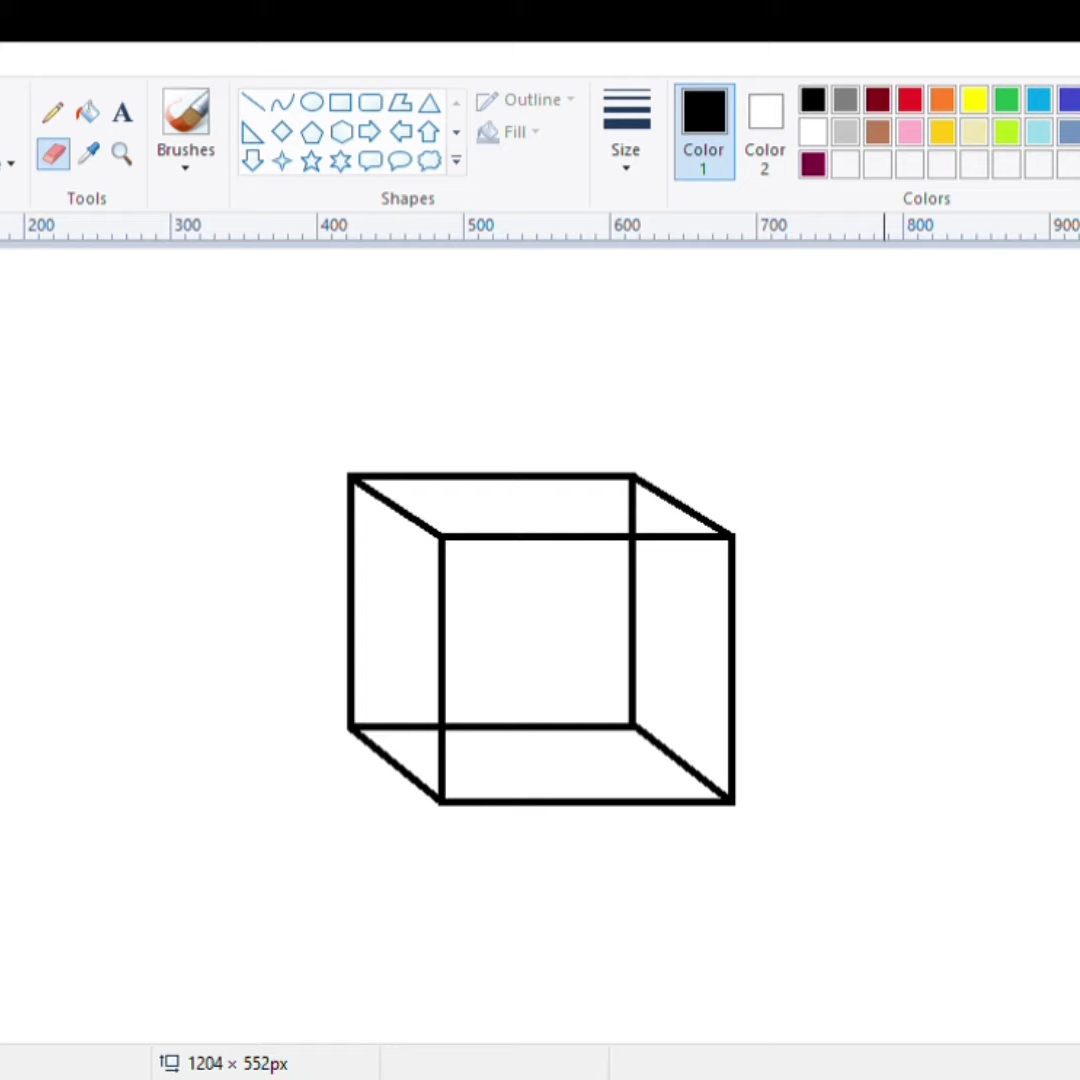 A
Brushes
Outline
Fill
Size
Color 1
Color 2
Tools
Shapes
Colors
200 300 400 500 600 700 800 900
1204 × 552px